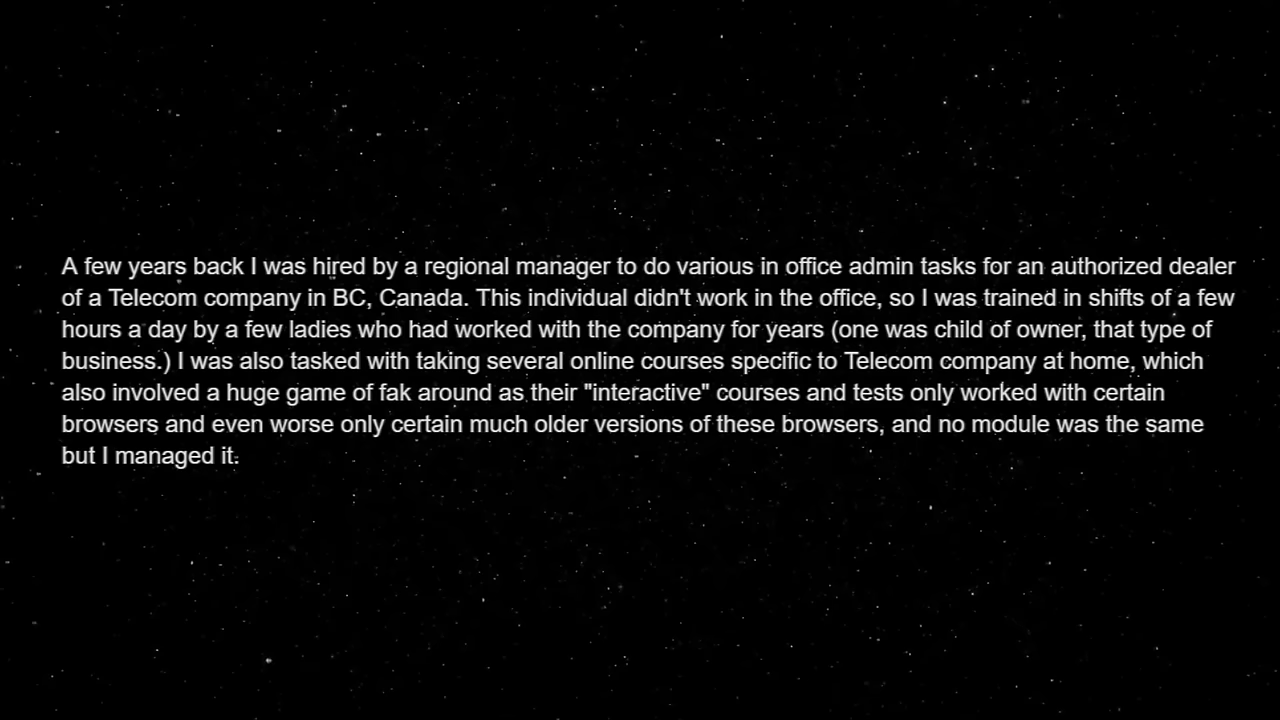 A few years back I was hired by a regional manager to do various in office admin tasks for an authorized dealer
of a Telecom company in BC, Canada. This individual didn't work in the office, so I was trained in shifts of a few
hours a day by a few ladies who had worked with the company for years (one was child of owner, that type of
business.) I was also tasked with taking several online courses specific to Telecom company at home, which
also involved a huge game of fak around as their "interactive" courses and tests only worked with certain
browsers and even worse only certain much older versions of these browsers, and no module was the same
but I managed it.